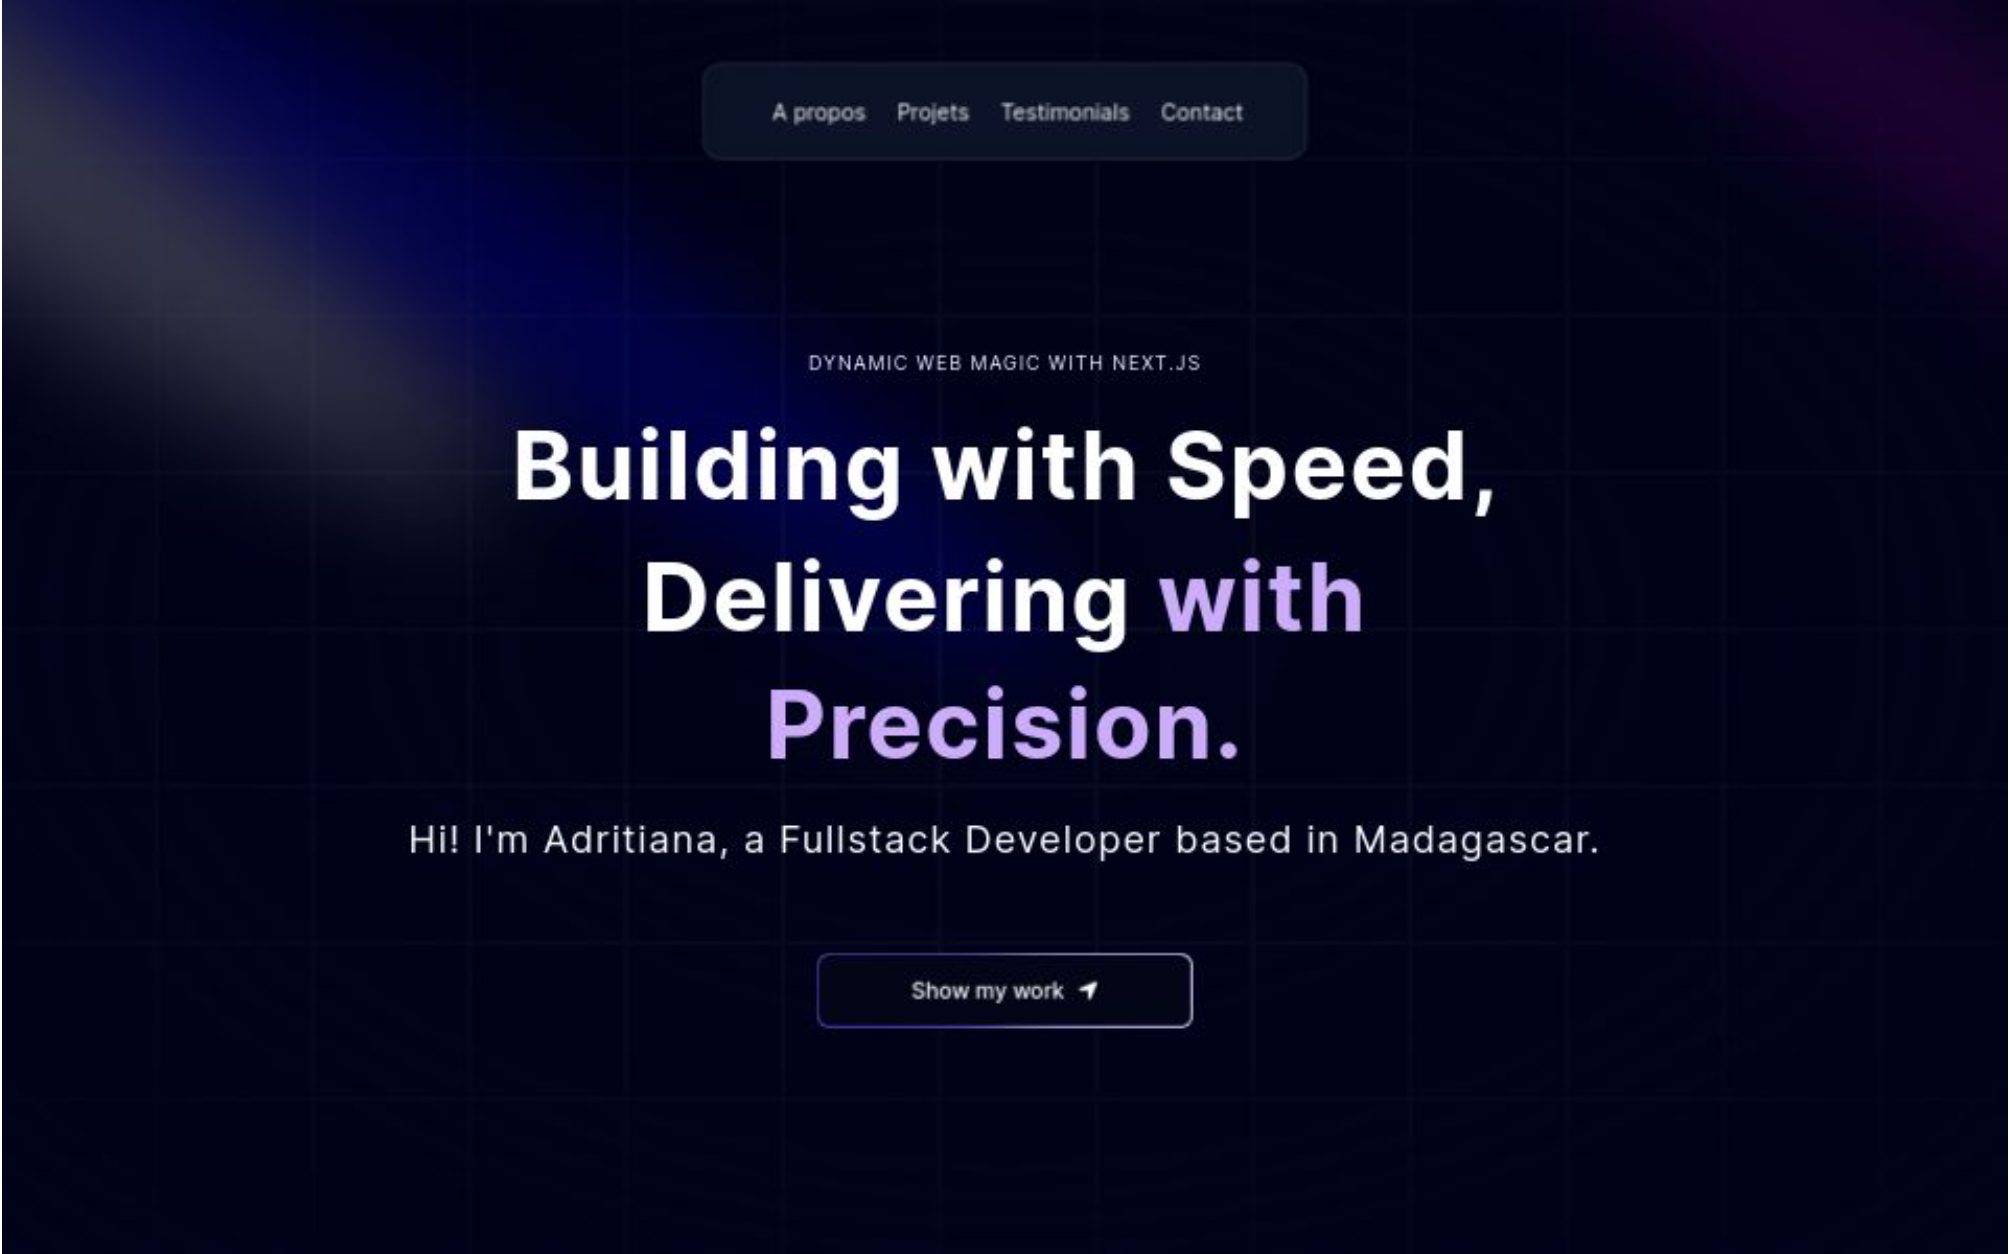 A propos Projets Testimonials Contact
DYNAMIC WEB MAGIC WITH NEXT.JS
Building with Speed,
Delivering with
Precision.
Hi! I'm Adritiana, a Fullstack Developer based in Madagascar.
Show my work